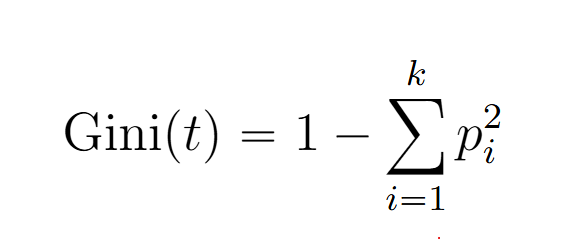 Gini(t) = 1 − ∑_{i=1}^{k} p_i^2